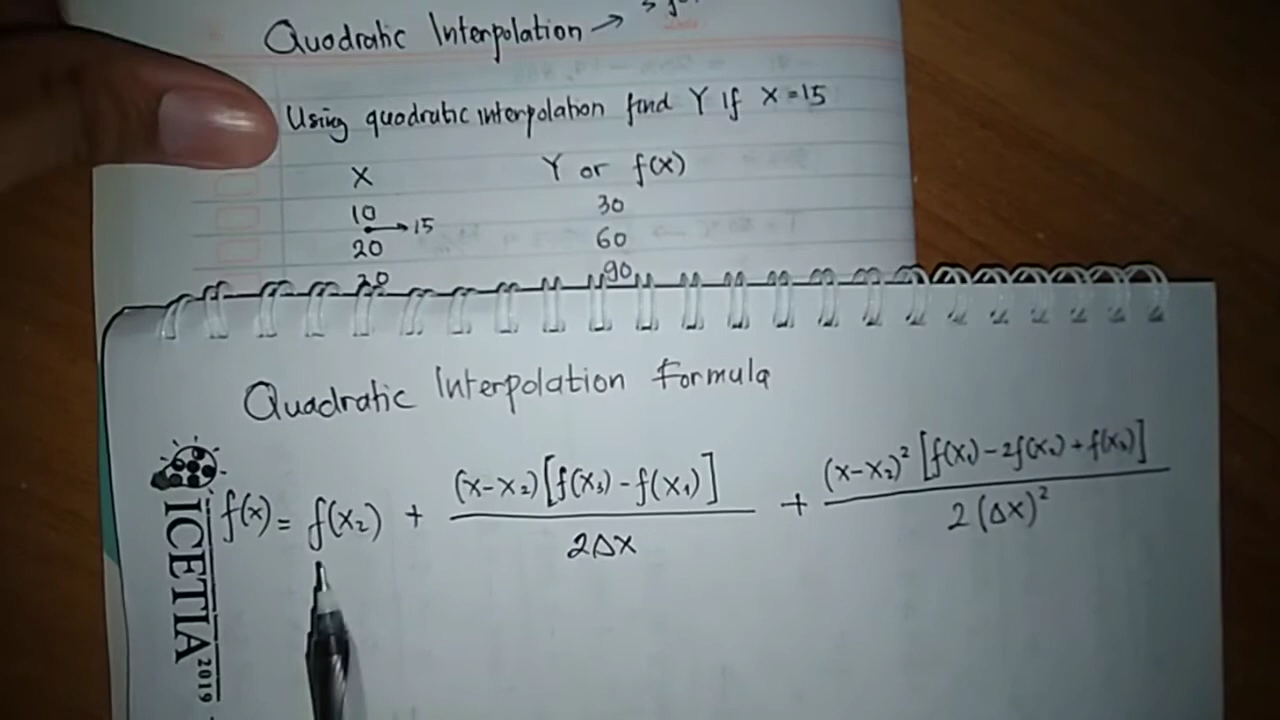 Quadratic Interpolation →
Using quadratic interpolation find Y If X = 15
X Y or f(x)
10 30
→ 15
20 60
90
Quadratic Interpolation Formula
f(x) = f(x₂) + (x-x₂)[f(x₃) - f(x₁)] / 2Δx + (x-x₂)² [f(x₁) - 2f(x₂) + f(x₃)] / 2(Δx)²
ICETIA 2019